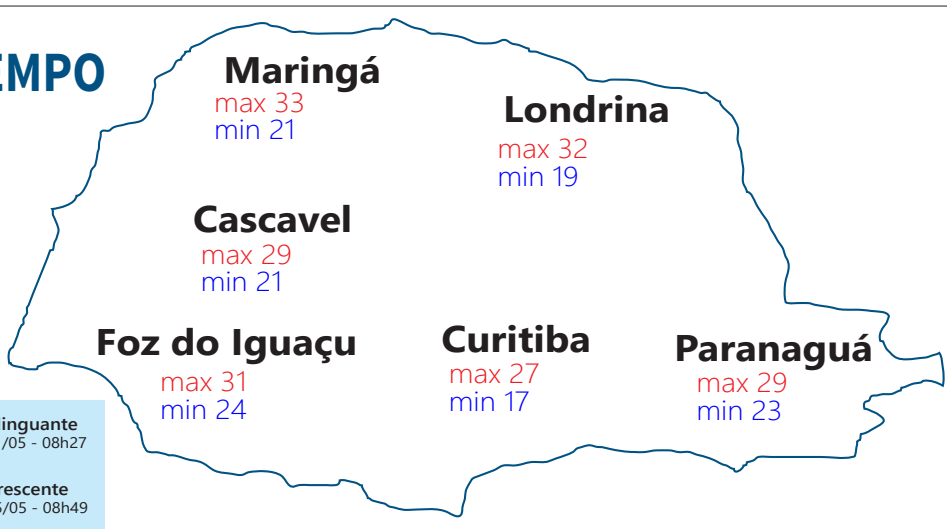 EMPO
Maringá
max 33
min 21
Londrina
max 32
min 19
Cascavel
max 29
min 21
Foz do Iguaçu
max 31
min 24
Curitiba
max 27
min 17
Paranaguá
max 29
min 23
inguante
/05 - 08h27
rescente
/05 - 08h49